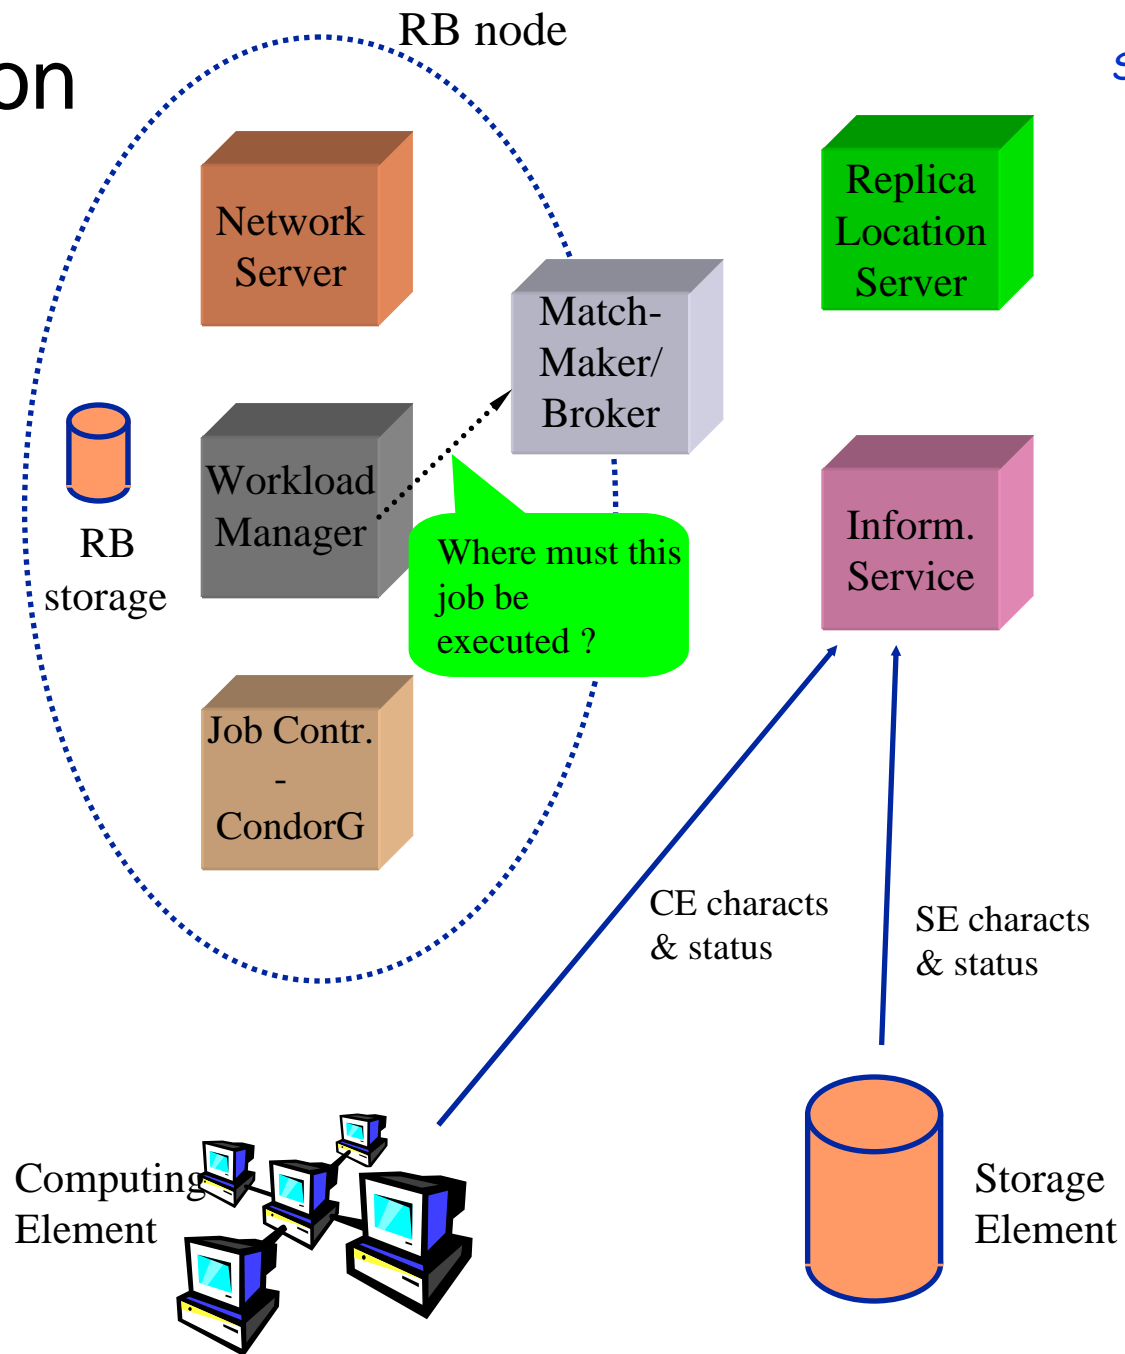 RB node
on
s
Network
Server
Replica
Location
Server
Match-
Maker/
Broker
Workload
Manager
RB
storage
Where must this
job be
executed ?
Inform.
Service
Job Contr.
-
CondorG
CE characts
& status
SE characts
& status
Computing
Element
Storage
Element